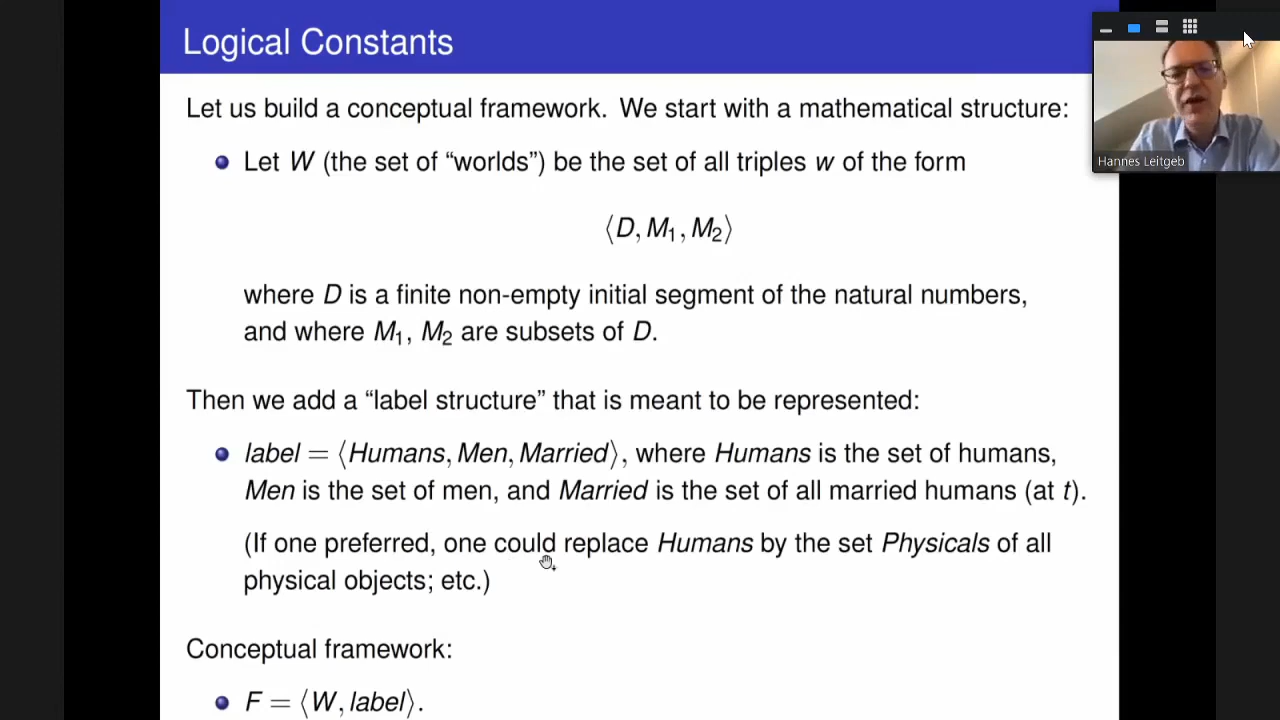 Logical Constants
Hannes Leitgeb
Let us build a conceptual framework. We start with a mathematical structure:
Let W (the set of “worlds”) be the set of all triples w of the form
⟨D, M₁, M₂⟩
where D is a finite non-empty initial segment of the natural numbers,
and where M₁, M₂ are subsets of D.
Then we add a “label structure” that is meant to be represented:
label = ⟨Humans, Men, Married⟩, where Humans is the set of humans,
Men is the set of men, and Married is the set of all married humans (at t).
(If one preferred, one could replace Humans by the set Physicals of all
physical objects; etc.)
Conceptual framework:
F = ⟨W, label⟩.